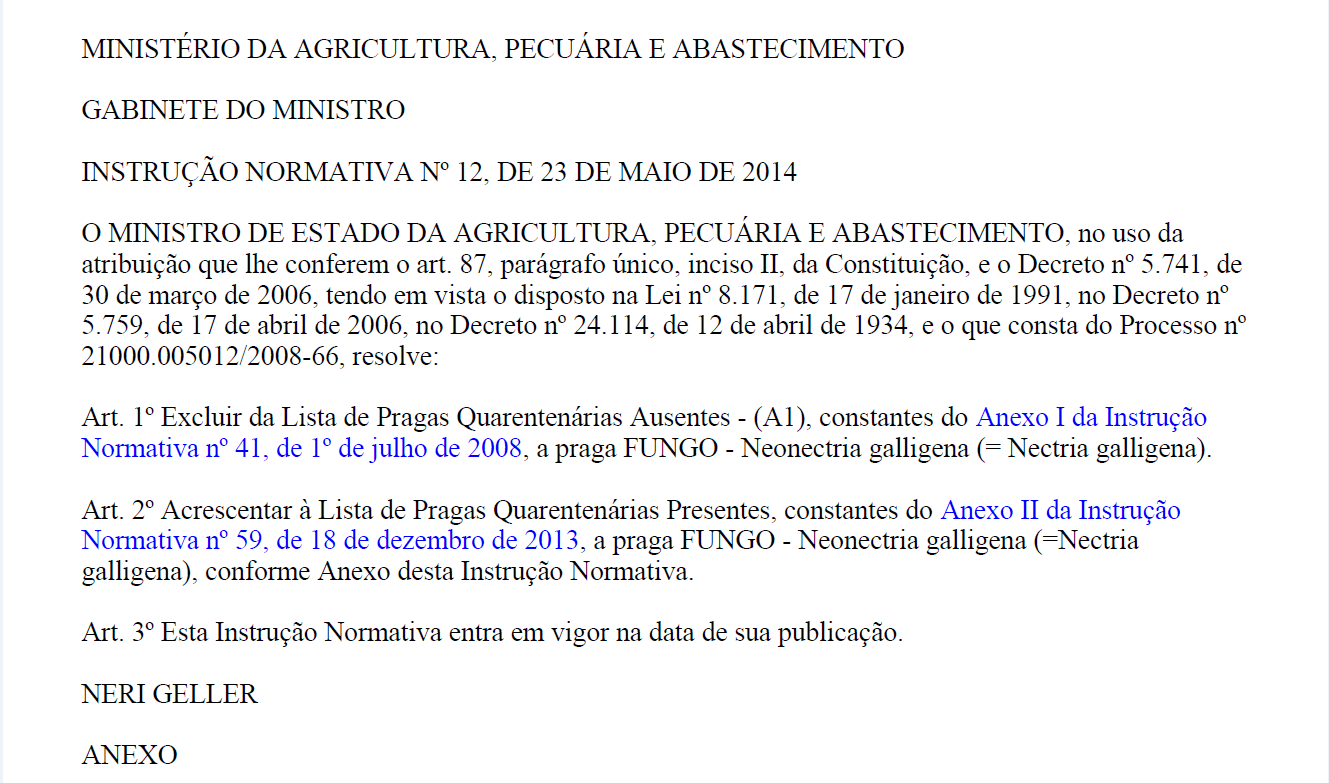 MINISTÉRIO DA AGRICULTURA, PECUÁRIA E ABASTECIMENTO
GABINETE DO MINISTRO
INSTRUÇÃO NORMATIVA Nº 12, DE 23 DE MAIO DE 2014
O MINISTRO DE ESTADO DA AGRICULTURA, PECUÁRIA E ABASTECIMENTO, no uso da
atribuição que lhe conferem o art. 87, parágrafo único, inciso II, da Constituição, e o Decreto nº 5.741, de
30 de março de 2006, tendo em vista o disposto na Lei nº 8.171, de 17 de janeiro de 1991, no Decreto nº
5.759, de 17 de abril de 2006, no Decreto nº 24.114, de 12 de abril de 1934, e o que consta do Processo nº
21000.005012/2008-66, resolve:
Art. 1º Excluir da Lista de Pragas Quarentenárias Ausentes - (A1), constantes do Anexo I da Instrução
Normativa nº 41, de 1º de julho de 2008, a praga FUNGO - Neonectria galligena (= Nectria galligena).
Art. 2º Acrescentar à Lista de Pragas Quarentenárias Presentes, constantes do Anexo II da Instrução
Normativa nº 59, de 18 de dezembro de 2013, a praga FUNGO - Neonectria galligena (=Nectria
galligena), conforme Anexo desta Instrução Normativa.
Art. 3º Esta Instrução Normativa entra em vigor na data de sua publicação.
NERI GELLER
ANEXO